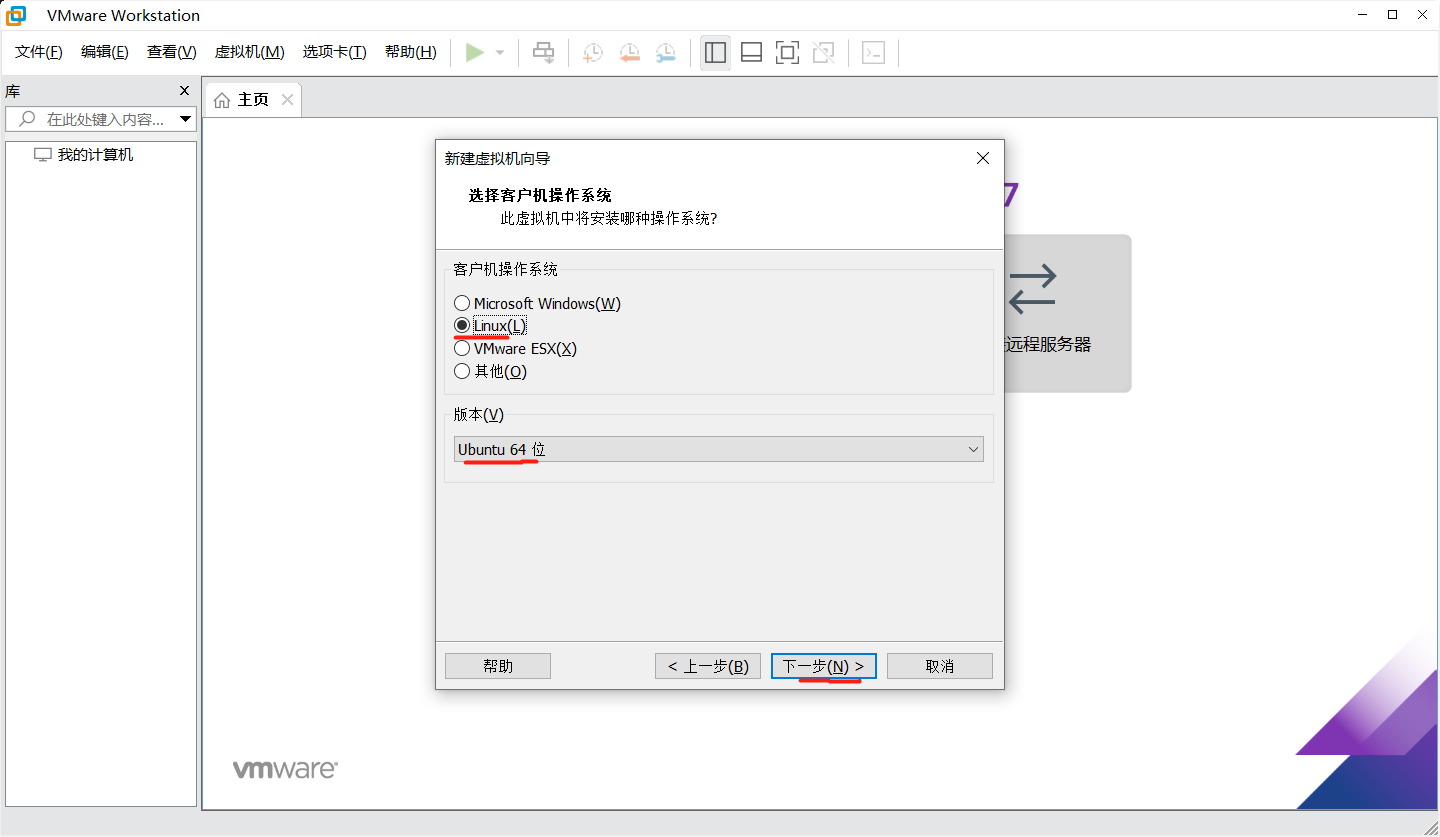 VMware Workstation
文件(F) 编辑(E) 查看(V) 虚拟机(M) 选项卡(T) 帮助(H)
库
主页
在此处键入内容...
我的计算机
新建虚拟机向导
7
选择客户机操作系统
此虚拟机中将安装哪种操作系统?
客户机操作系统
Microsoft Windows(W)
Linux(L)
VMware ESX(X)
远程服务器
其他(O)
版本(V)
Ubuntu 64 位
帮助
< 上一步(B)
下一步(N) >
取消
vmware